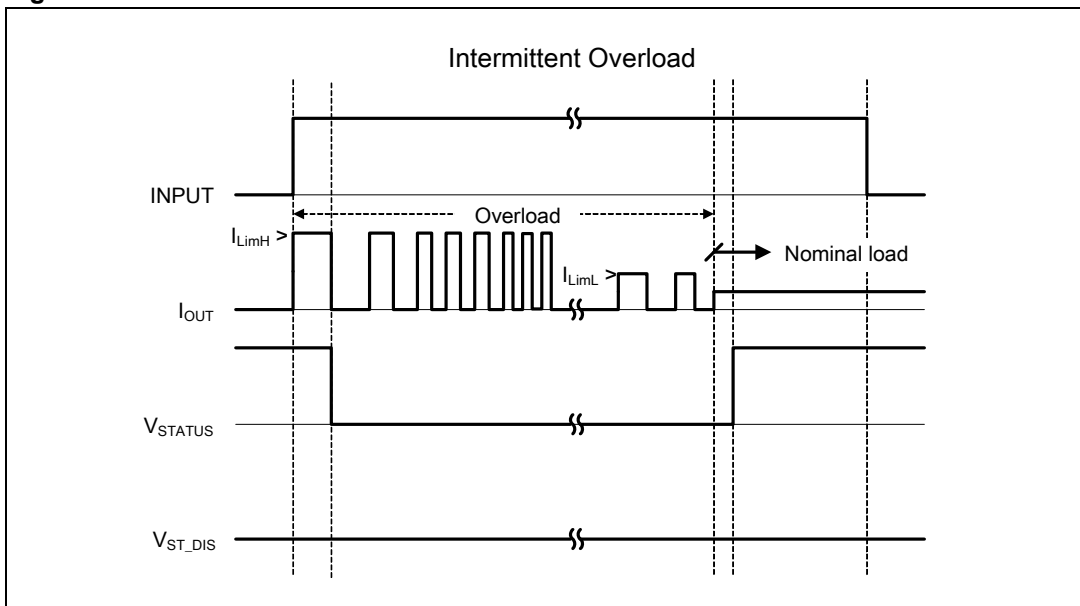 Intermittent Overload
INPUT
Overload
I_LimH >
Nominal load
I_LimL >
I_OUT
V_STATUS
V_ST_DIS